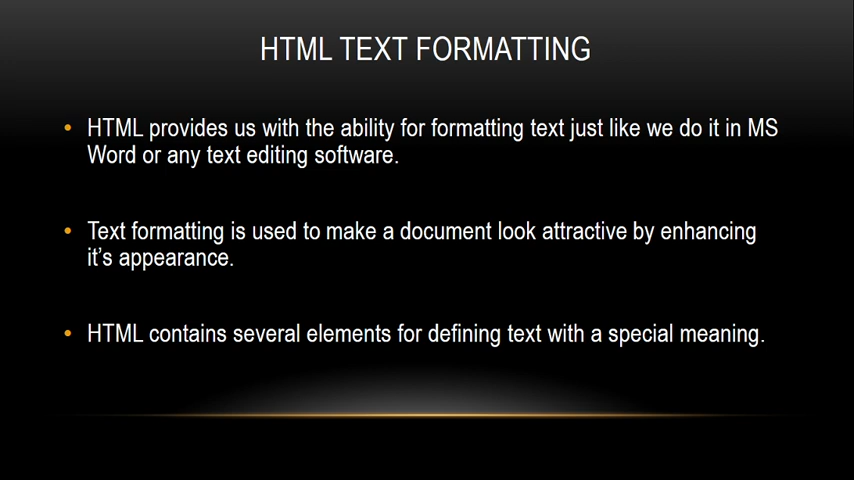 HTML TEXT FORMATTING
• HTML provides us with the ability for formatting text just like we do it in MS
Word or any text editing software.
• Text formatting is used to make a document look attractive by enhancing
it’s appearance.
• HTML contains several elements for defining text with a special meaning.